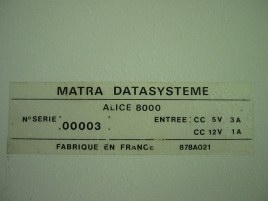 MATRA DATASYSTEME
ALICE 8000
N° SERIE .00003 ENTREE: CC 5V 3A
CC 12V 1A
FABRIQUE EN FRANCE 878A021